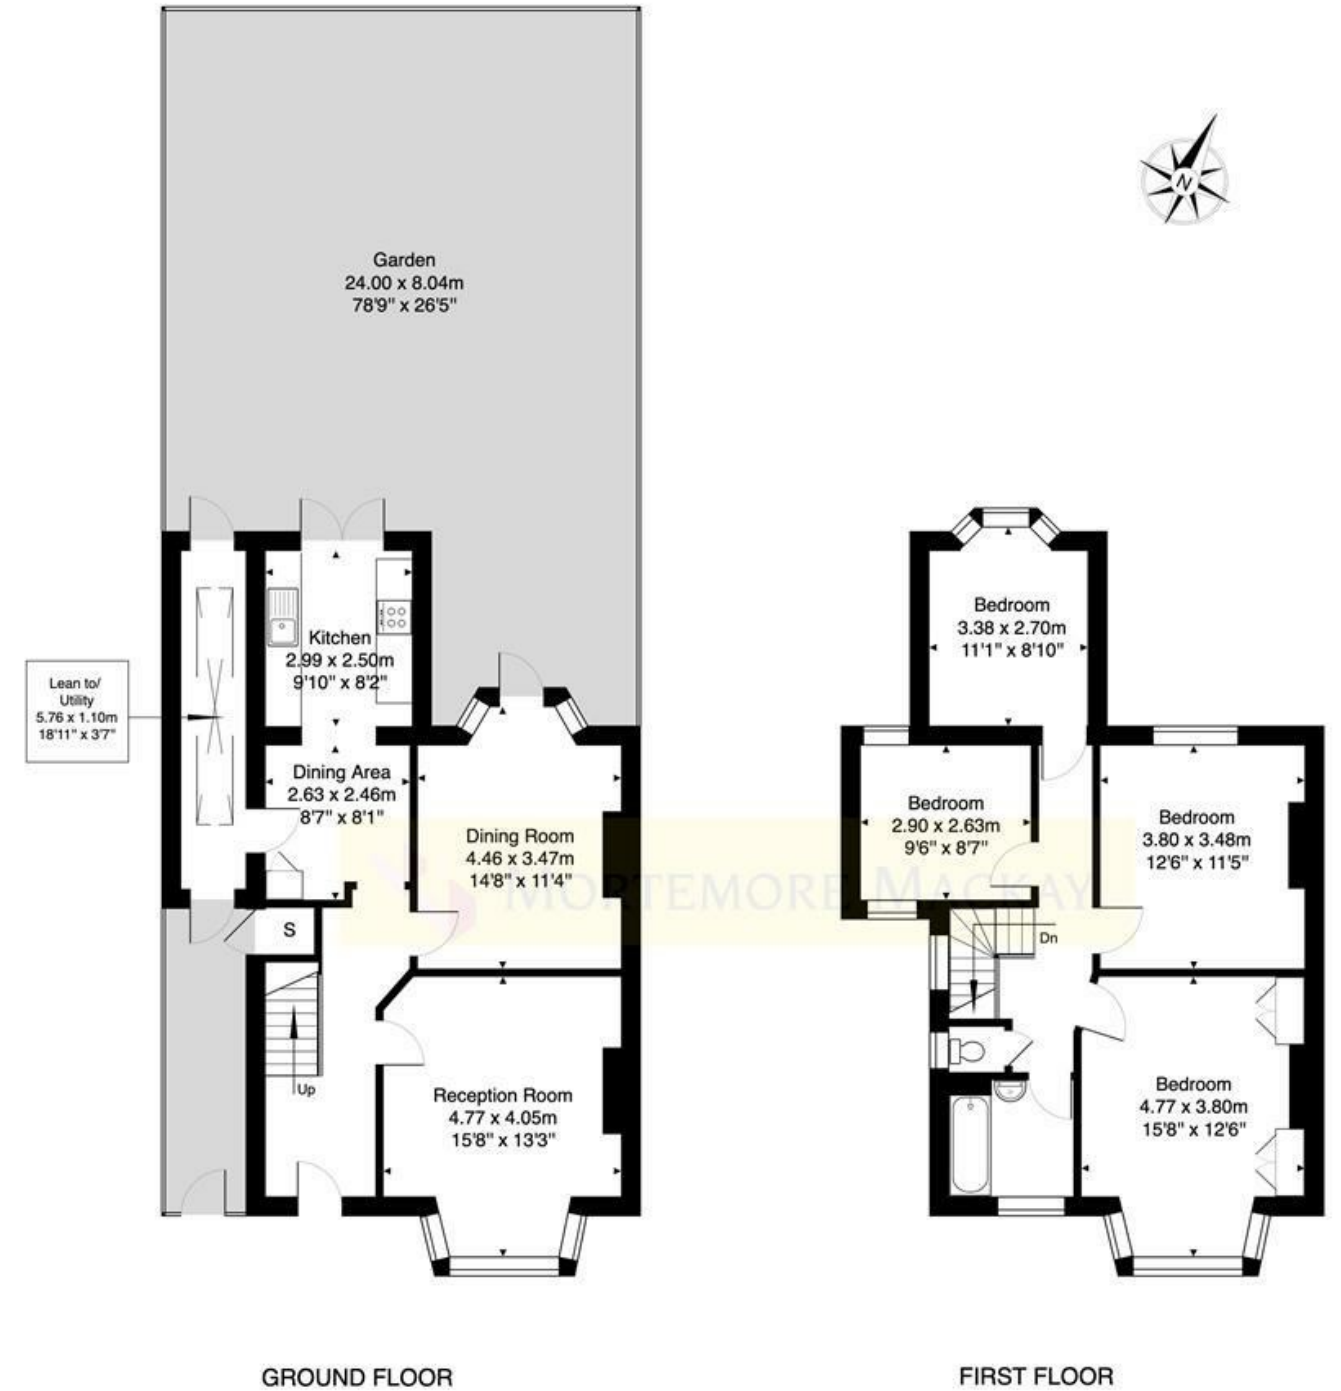 Garden
24.00 x 8.04m
78'9" x 26'5"
N
Kitchen
2.99 x 2.50m
9'10" x 8'2"
Lean to/
Utility
5.76 x 1.10m
18'11" x 3'7"
Dining Area
2.63 x 2.46m
8'7" x 8'1"
Dining Room
4.46 x 3.47m
14'8" x 11'4"
S
Up
Reception Room
4.77 x 4.05m
15'8" x 13'3"
GROUND FLOOR
Bedroom
3.38 x 2.70m
11'1" x 8'10"
Bedroom
2.90 x 2.63m
9'6" x 8'7"
Bedroom
3.80 x 3.48m
12'6" x 11'5"
MORTEMORE MACKAY
Dn
Bedroom
4.77 x 3.80m
15'8" x 12'6"
FIRST FLOOR